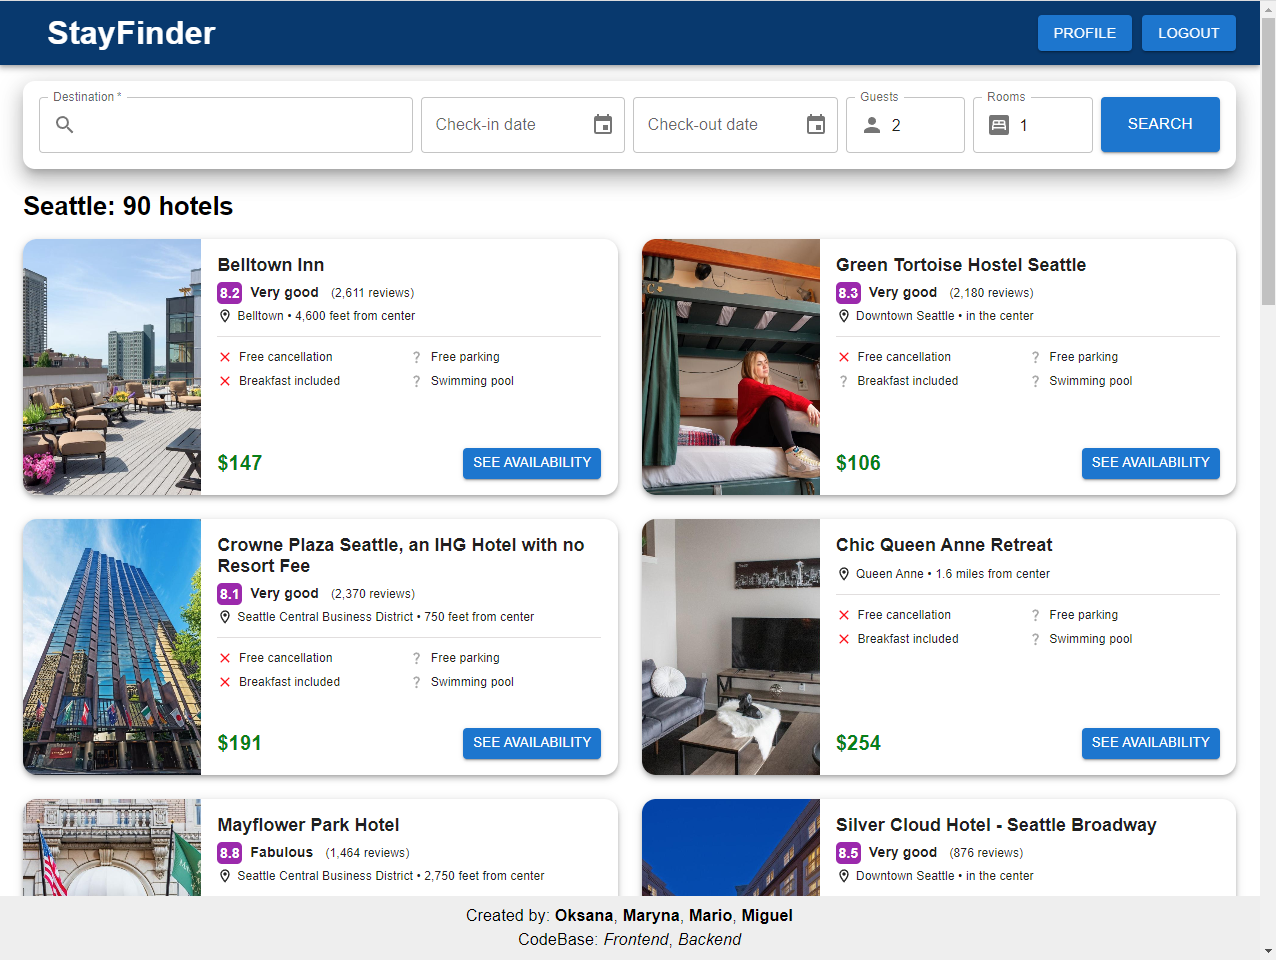 StayFinder
PROFILE
LOGOUT
Destination *
Check-in date
Check-out date
Guests
2
Rooms
1
SEARCH
Seattle: 90 hotels
Belltown Inn
8.2 Very good (2,611 reviews)
Belltown • 4,600 feet from center
Free cancellation
? Free parking
Breakfast included
? Swimming pool
$147
SEE AVAILABILITY
Green Tortoise Hostel Seattle
8.3 Very good (2,180 reviews)
Downtown Seattle • in the center
Free cancellation
? Free parking
? Breakfast included
? Swimming pool
$106
SEE AVAILABILITY
Crowne Plaza Seattle, an IHG Hotel with no
Resort Fee
8.1 Very good (2,370 reviews)
Seattle Central Business District • 750 feet from center
Free cancellation
? Free parking
Breakfast included
? Swimming pool
$191
SEE AVAILABILITY
Chic Queen Anne Retreat
Queen Anne • 1.6 miles from center
Free cancellation
? Free parking
Breakfast included
? Swimming pool
$254
SEE AVAILABILITY
Mayflower Park Hotel
8.8 Fabulous (1,464 reviews)
Seattle Central Business District • 2,750 feet from center
Silver Cloud Hotel - Seattle Broadway
8.5 Very good (876 reviews)
Downtown Seattle • in the center
Created by: Oksana, Maryna, Mario, Miguel
CodeBase: Frontend, Backend